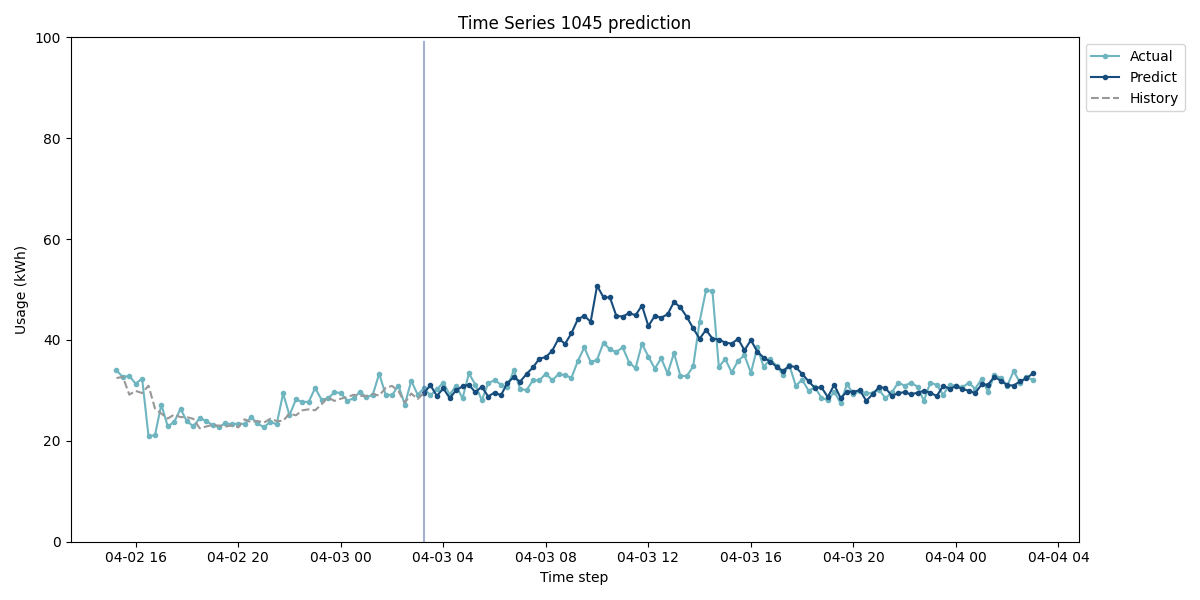 Time Series 1045 prediction
Usage (kWh)
100
80
60
40
20
0
04-02 16
04-02 20
04-03 00
04-03 04
04-03 08
04-03 12
04-03 16
04-03 20
04-04 00
04-04 04
Time step
Actual
Predict
History